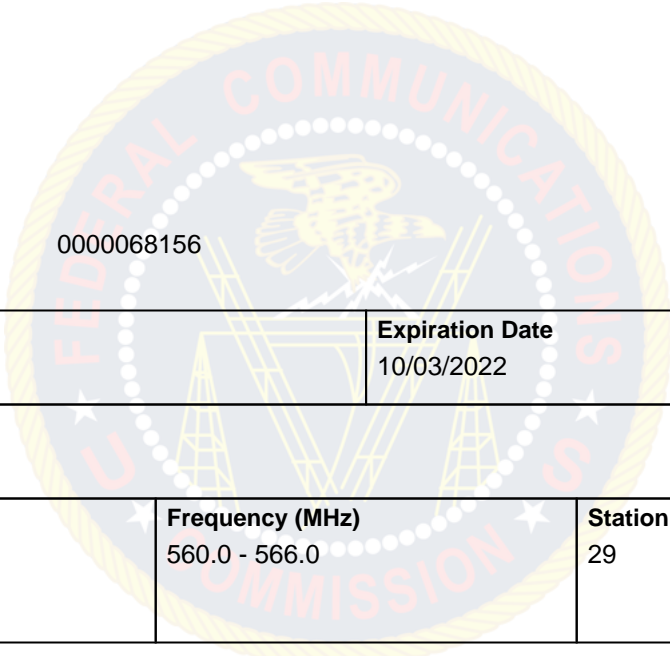 FEDERAL COMMUNICATIONS COMMISSION
U S
0000068156
Expiration Date
10/03/2022
Frequency (MHz)
560.0 - 566.0
Station
29